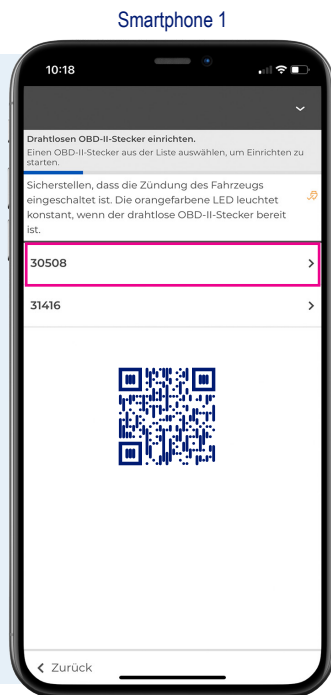 Smartphone 1
10:18
Drahtlosen OBD-II-Stecker einrichten.
Einen OBD-II-Stecker aus der Liste auswählen, um Einrichten zu
starten.
Sicherstellen, dass die Zündung des Fahrzeugs
eingeschaltet ist. Die orangefarbene LED leuchtet
konstant, wenn der drahtlose OBD-II-Stecker bereit
ist.
30508
31416
Zurück